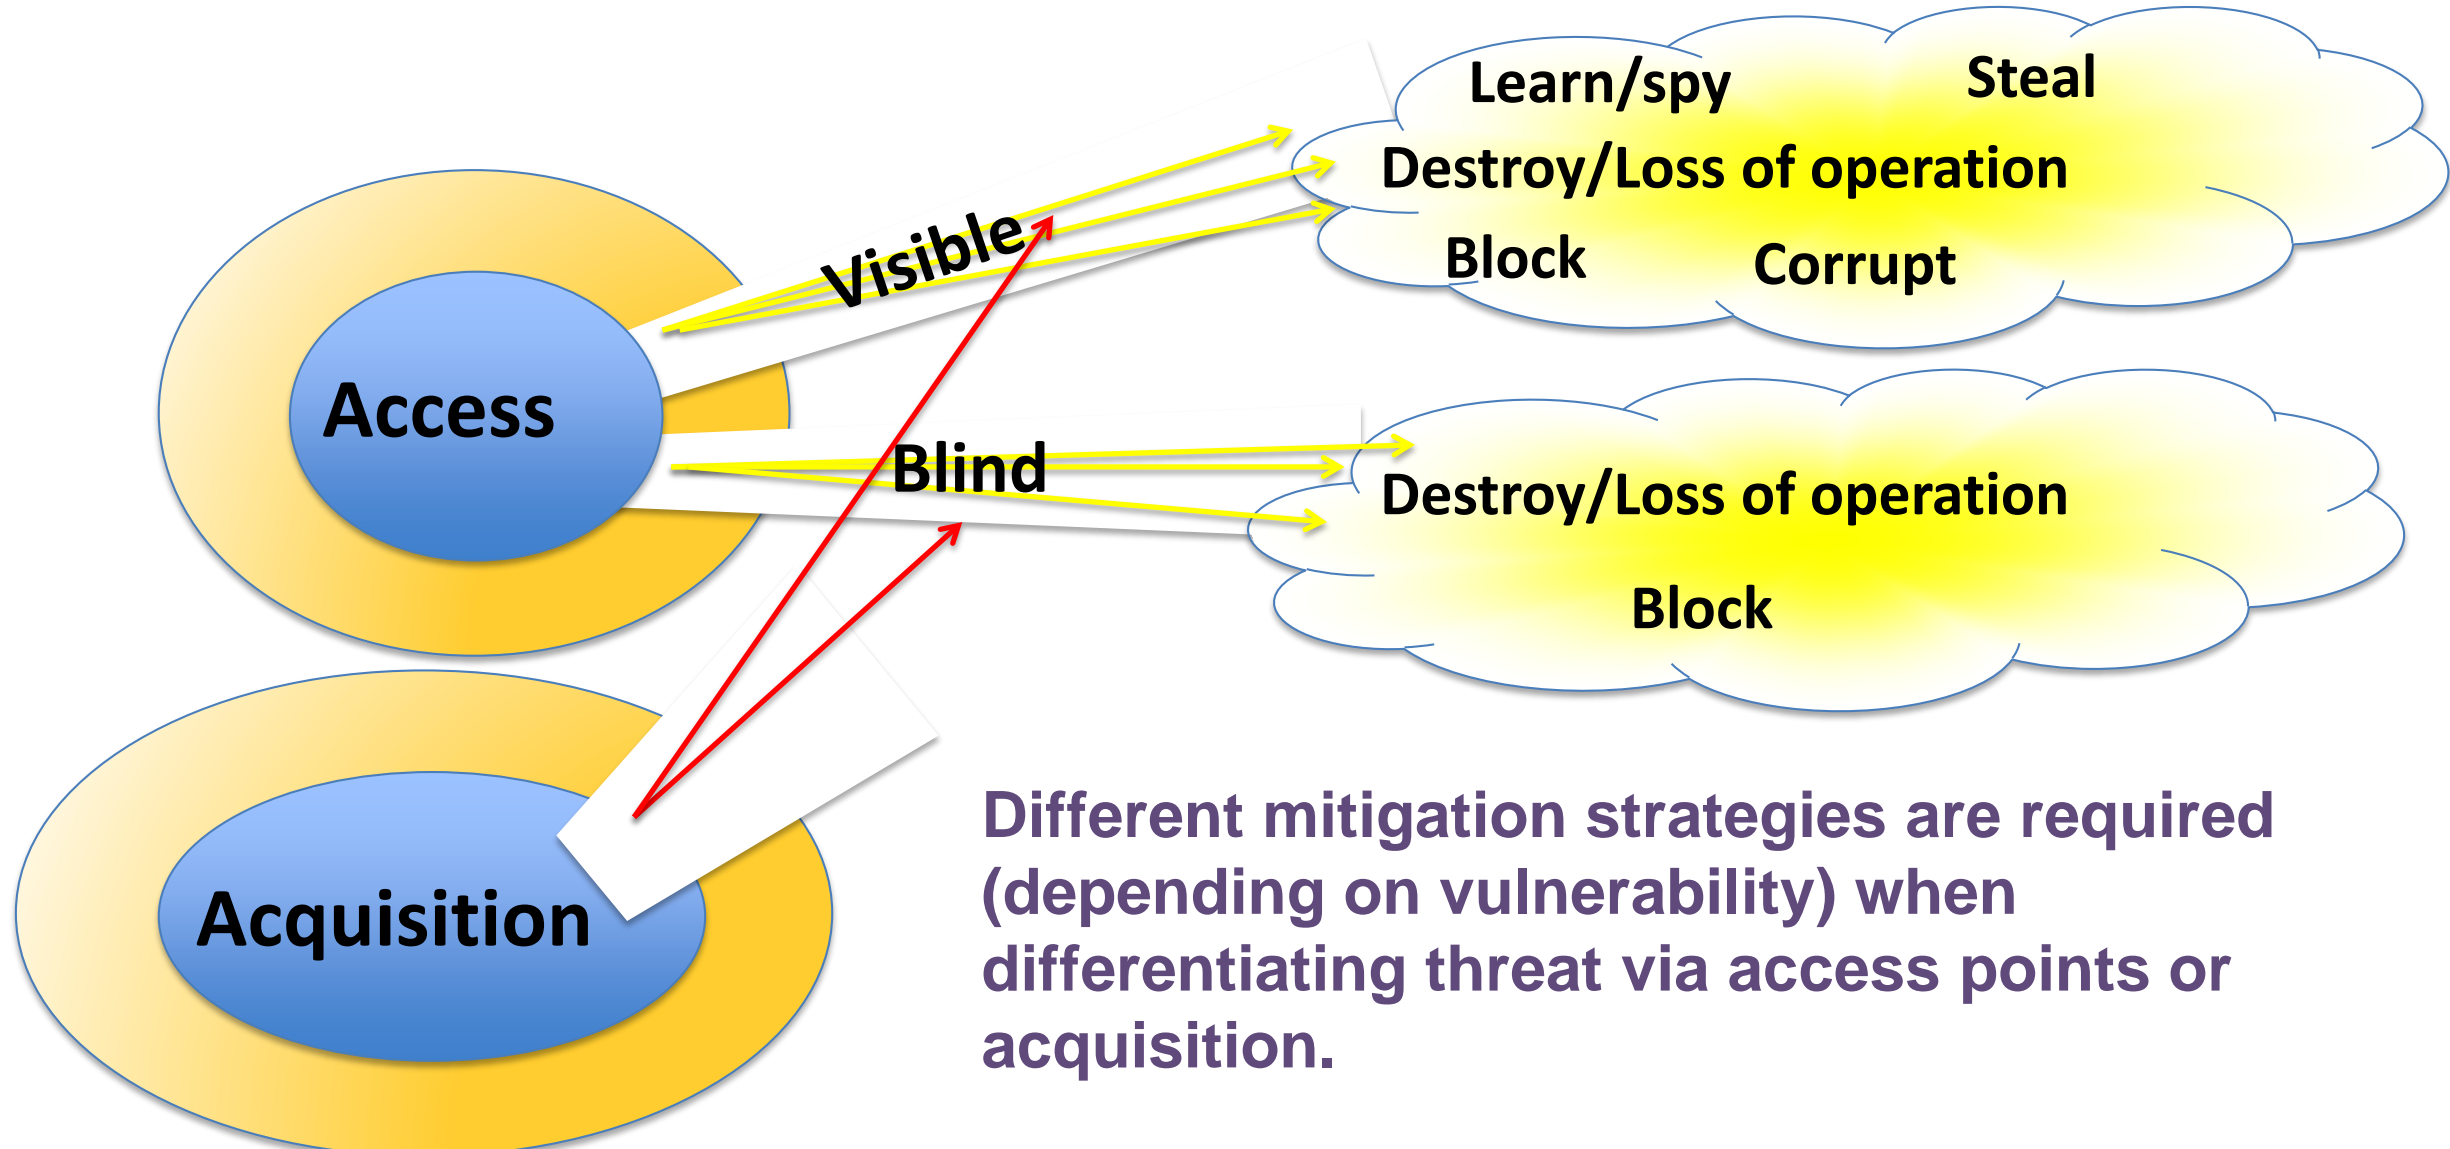 Learn/spy
Steal
Destroy/Loss of operation
Block
Corrupt
Visible
Access
Blind
Destroy/Loss of operation
Block
Acquisition
Different mitigation strategies are required
(depending on vulnerability) when
differentiating threat via access points or
acquisition.